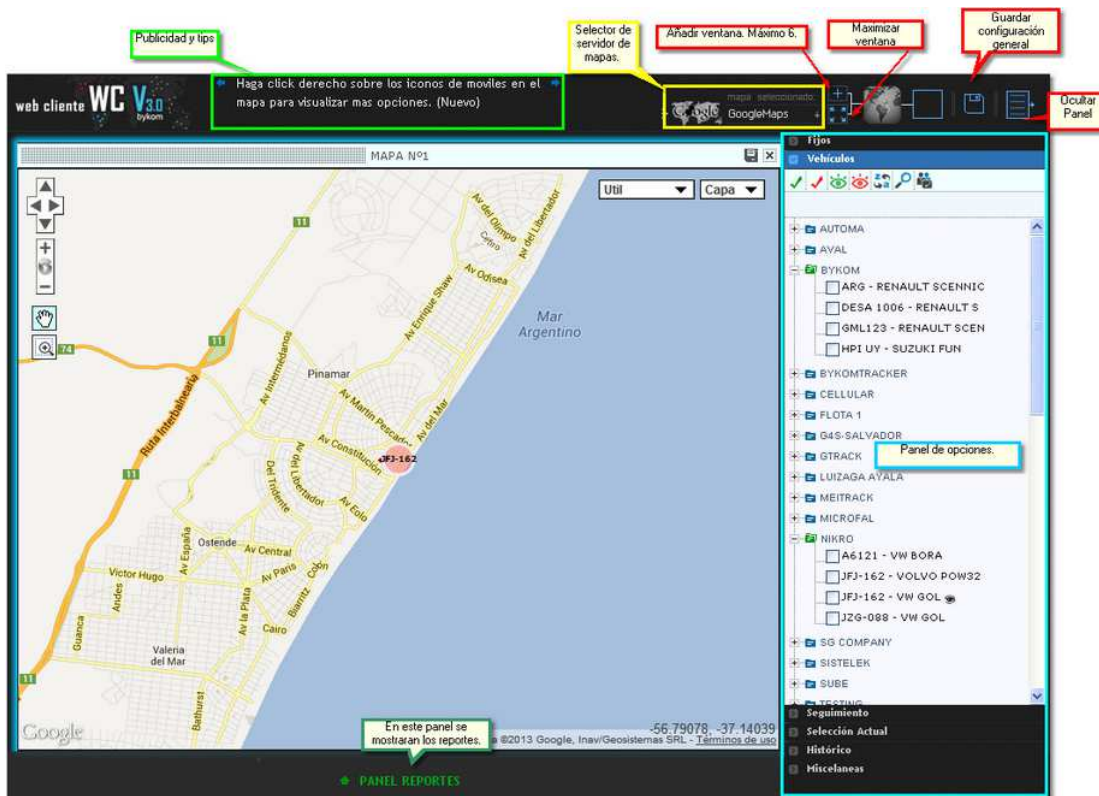 Publicidad y tips
Selector de
servidor de
mapas.
Añadir ventana. Máximo 6.
Maximizar
ventana
Guardar
configuración
general
Ocultar
Panel
web cliente WC V3.0
bykom
Haga click derecho sobre los iconos de moviles en el
mapa para visualizar mas opciones. (Nuevo)
mapa seleccionado:
GoogleMaps
MAPA Nº1
Util
Capa
11
Av del Olimpo
Cefiro
Av del Libertador
Av Odisea
Av Enrique Shaw
Mar
Argentino
11
74
Av Intermédanos
Pinamar
Ruta Interbalnearia
Av Martín Pescador
Av del Mar
Av Constitución
JFJ-162
Av del Libertador
Del Tridente
11
Av Eolo
Av España
Ostende
Av Central
Colón
Victor Hugo
Av Paris
Andes
Av la Plata
Biarritz
Guanca
Cairo
Valeria
del Mar
11
Bathurst
Google
-56.79078, -37.14039
©2013 Google, Inav/Geosistemas SRL - Términos de uso
En este panel se
mostraran los reportes.
PANEL REPORTES
Fijos
Vehículos
AUTOMA
AVAL
BYKOM
ARG - RENAULT SCENNIC
DESA 1006 - RENAULT S
GML123 - RENAULT SCEN
HPI UY - SUZUKI FUN
BYKOMTRACKER
CELLULAR
FLOTA 1
G4S-SALVADOR
GTRACK
Panel de opciones.
LUIZAGA AYALA
MEITRACK
MICROFAL
NIKRO
A6121 - VW BORA
JFJ-162 - VOLVO POW32
JFJ-162 - VW GOL
JZG-088 - VW GOL
SG COMPANY
SISTELEK
SUBE
TESTING
Seguimiento
Selección Actual
Histórico
Miscelaneas